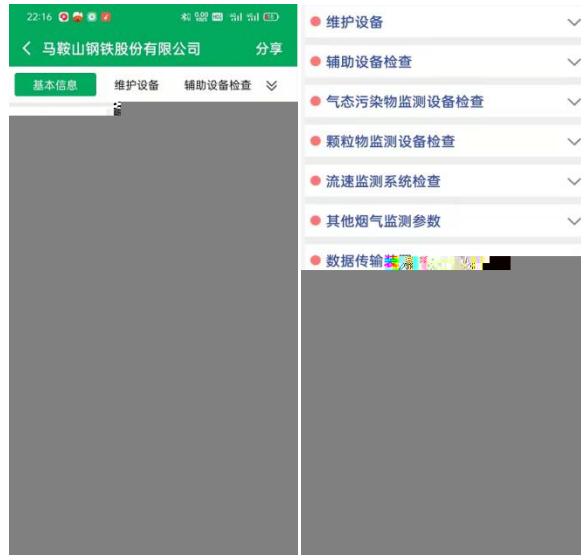 22:16
马鞍山钢铁股份有限公司 分享
基本信息 维护设备 辅助设备检查
维护设备
辅助设备检查
气态污染物监测设备检查
颗粒物监测设备检查
流速监测系统检查
其他烟气监测参数
数据传输装